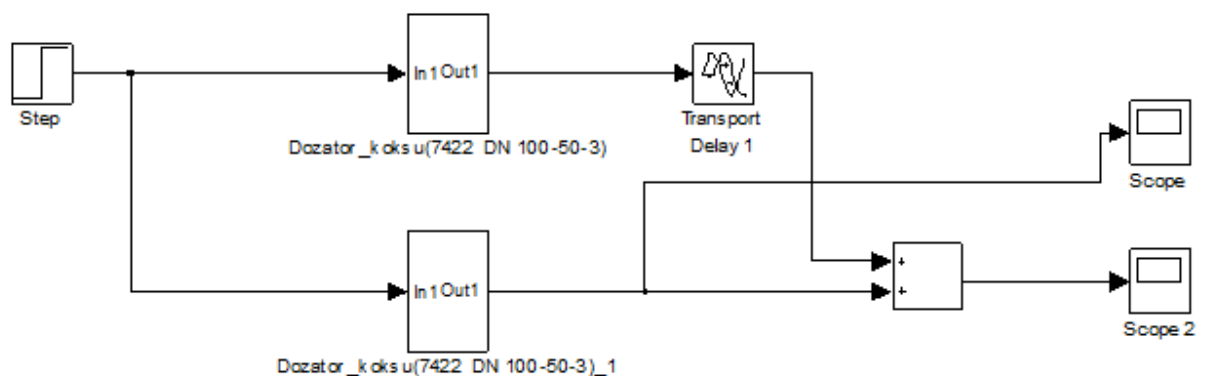 In1 Out1
Step
Transport
Delay 1
Dozator_koksu(7422 DN 100-50-3)
Scope
+
In1 Out1
+
Scope 2
Dozator_koksu(7422 DN 100-50-3)_1